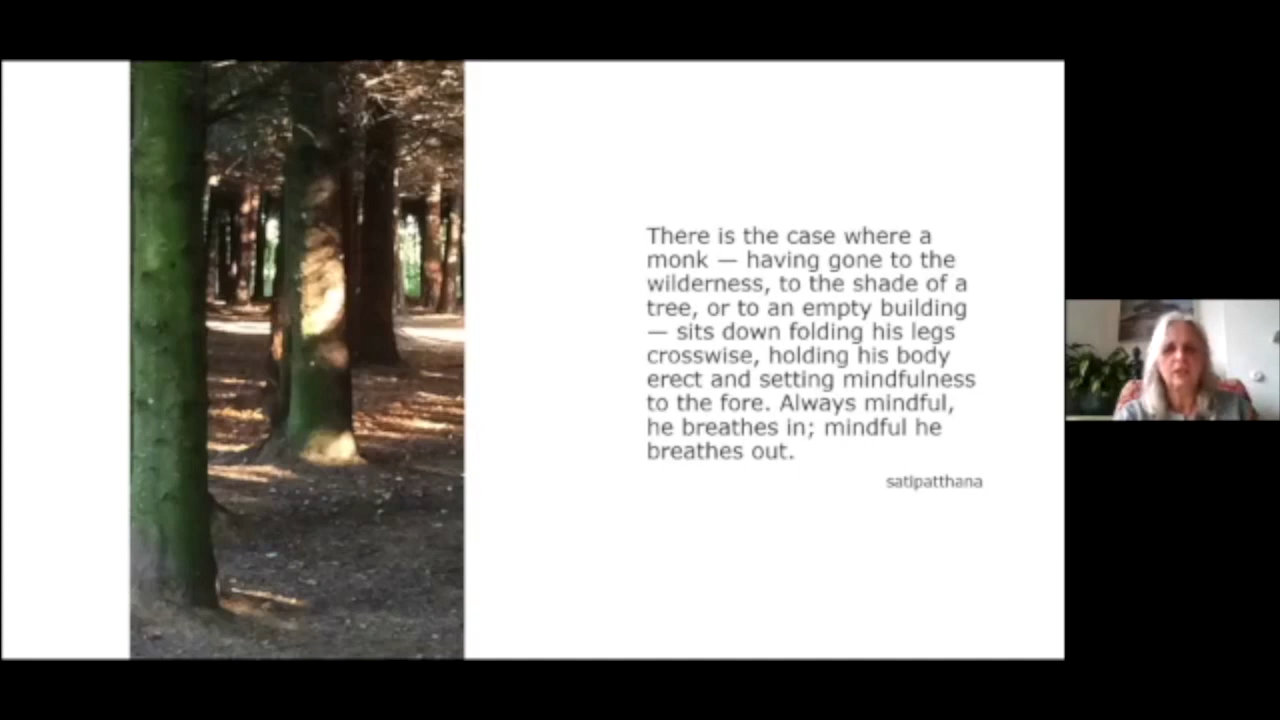 There is the case where a
monk — having gone to the
wilderness, to the shade of a
tree, or to an empty building
— sits down folding his legs
crosswise, holding his body
erect and setting mindfulness
to the fore. Always mindful,
he breathes in; mindful he
breathes out.
satipatthana